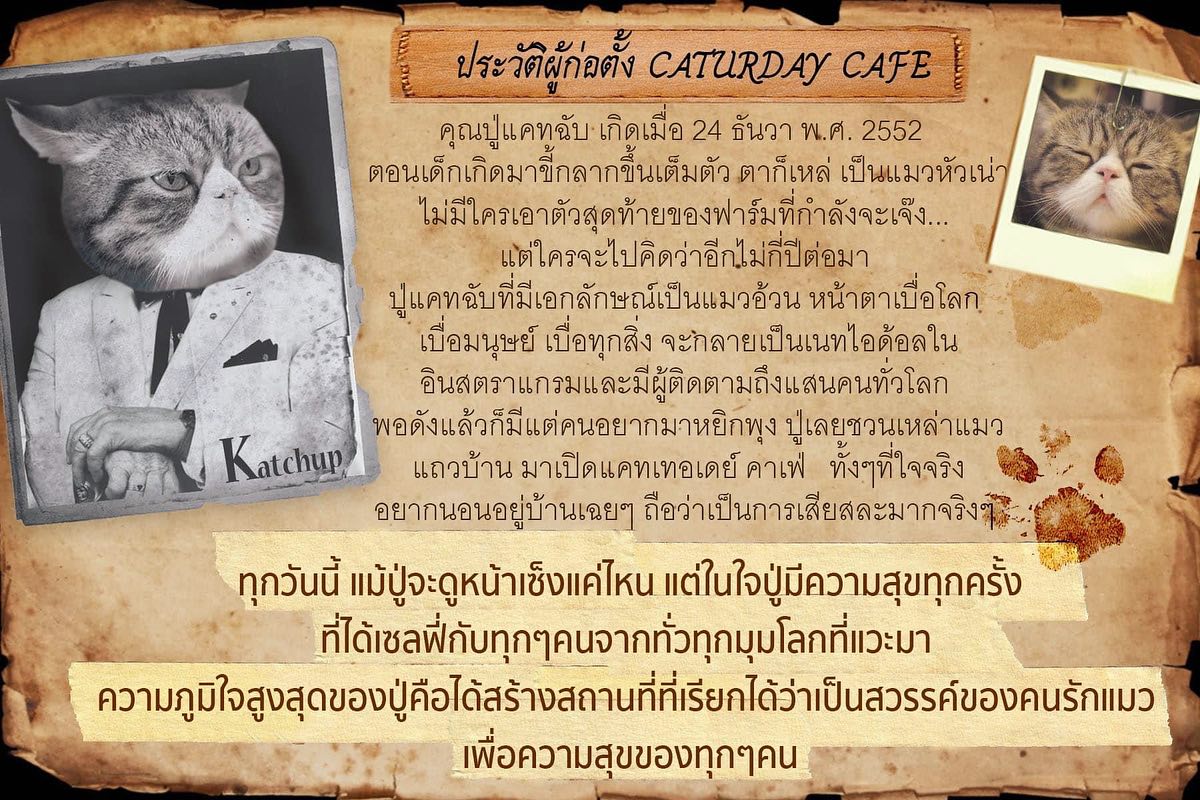 ประวัติผู้ก่อตั้ง CATURDAY CAFE
คุณปู่แคทฉับ เกิดเมื่อ 24 ธันวา พ.ศ. 2552
ตอนเด็กเกิดมาขี้กลากขึ้นเต็มตัว ตาก็เหล่ เป็นแมวหัวเน่า
ไม่มีใครเอาตัวสุดท้ายของฟาร์มที่กำลังจะเจ๊ง...
แต่ใครจะไปคิดว่าอีกไม่กี่ปีต่อมา
ปู่แคทฉับที่มีเอกลักษณ์เป็นแมวอ้วน หน้าตาเบื่อโลก
เบื่อมนุษย์ เบื่อทุกสิ่ง จะกลายเป็นเนทไอด้อลใน
อินสตราแกรมและมีผู้ติดตามถึงแสนคนทั่วโลก
พอดังแล้วก็มีแต่คนอยากมาหยิกพุง ปู่เลยชวนเหล่าแมว
แถวบ้าน มาเปิดแคทเทอเดย์ คาเฟ่ ทั้งๆที่ใจจริง
อยากนอนอยู่บ้านเฉยๆ ถือว่าเป็นการเสียสละมากจริงๆ
Katchup
ทุกวันนี้ แม้ปู่จะดูหน้าเซ็งแค่ไหน แต่ในใจปู่มีความสุขทุกครั้ง
ที่ได้เซลฟี่กับทุกๆคนจากทั่วทุกมุมโลกที่แวะมา
ความภูมิใจสูงสุดของปู่คือได้สร้างสถานที่ที่เรียกได้ว่าเป็นสวรรค์ของคนรักแมว
เพื่อความสุขของทุกๆคน